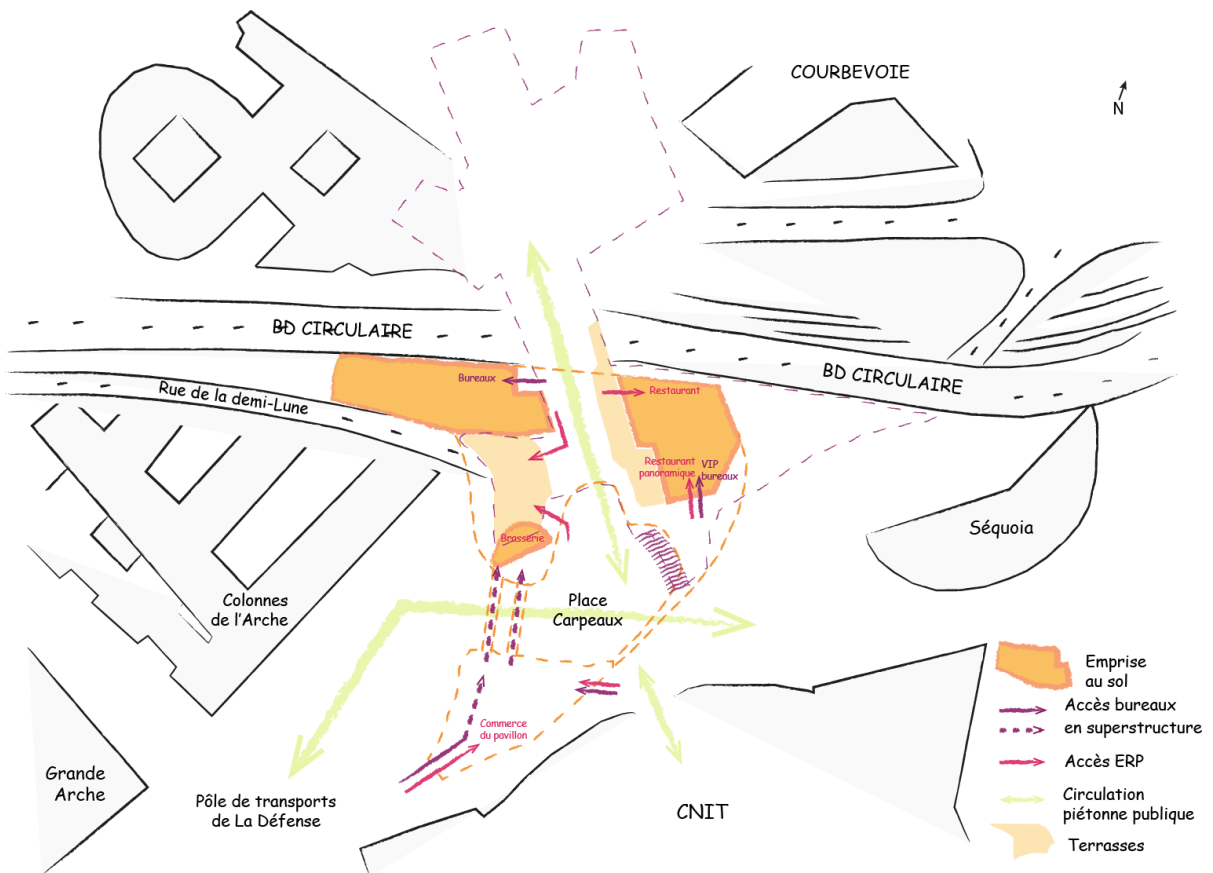 COURBEVOIE
N
BD CIRCULAIRE
BD CIRCULAIRE
Rue de la demi-Lune
Bureaux
Restaurant
Restaurant
panoramique
VIP
bureaux
Brasserie
Séquoia
Colonnes
de l'Arche
Place
Carpeaux
Commerce
du pavillon
Grande
Arche
Pôle de transports
de La Défense
CNIT
Emprise
au sol
Accès bureaux
en superstructure
Accès ERP
Circulation
piétonne publique
Terrasses